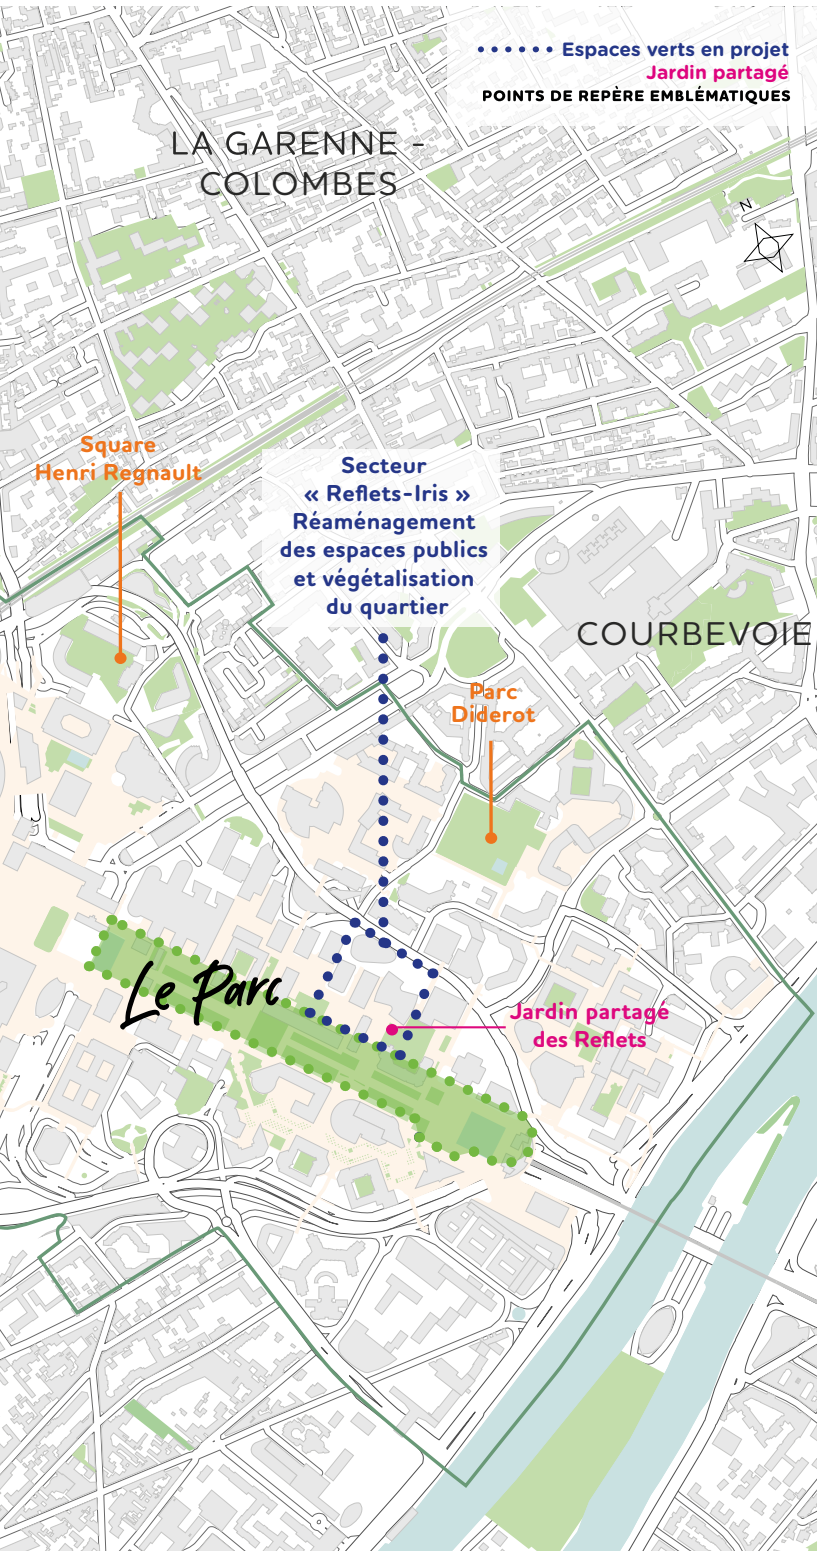 Espaces verts en projet
Jardin partagé
POINTS DE REPÈRE EMBLÉMATIQUES
LA GARENNE -
COLOMBES
N
Square
Henri Regnault
Secteur
« Reflets-Iris »
Réaménagement
des espaces publics
et végétalisation
du quartier
COURBEVOIE
Parc
Diderot
Le Parc
Jardin partagé
des Reflets